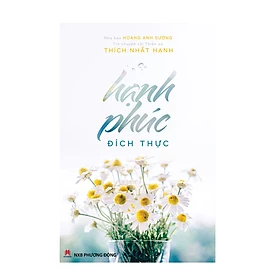 Nhà báo HOÀNG ANH SƯỚNG
Trò chuyện với Thiền sư
THÍCH NHẤT HẠNH
hạnh
phúc
ĐÍCH THỰC
NXB PHƯƠNG ĐÔNG